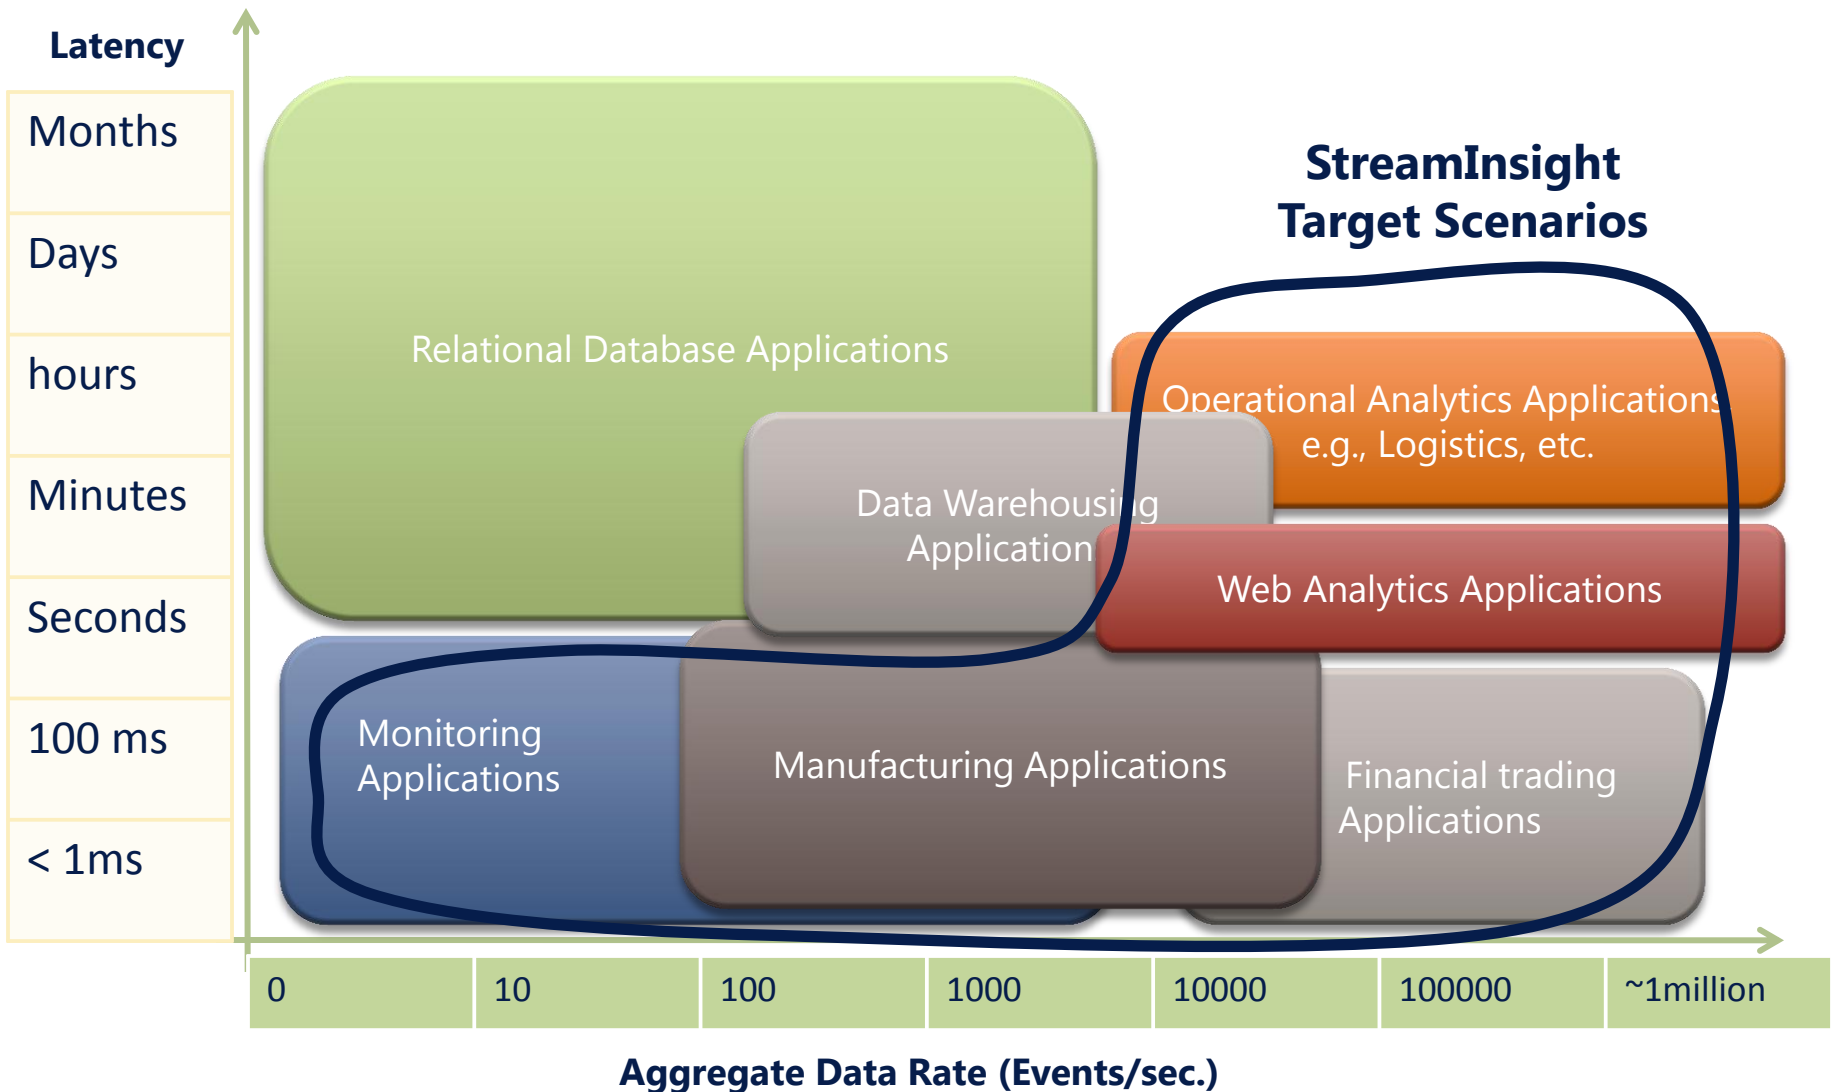 Latency
Months
Days
hours
Minutes
Seconds
100 ms
< 1ms
StreamInsight
Target Scenarios
Relational Database Applications
Operational Analytics Applications
e.g., Logistics, etc.
Data Warehousing
Application
Web Analytics Applications
Monitoring
Applications
Manufacturing Applications
Financial trading
Applications
0
10
100
1000
10000
100000
~1million
Aggregate Data Rate (Events/sec.)